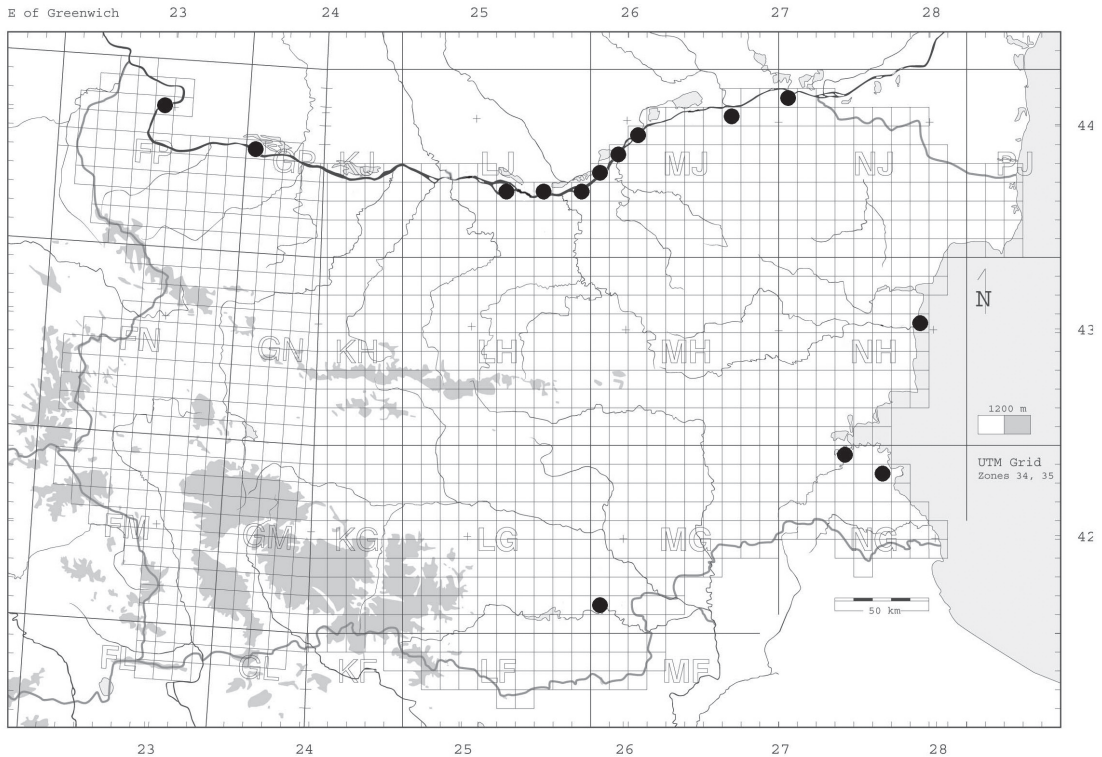 E of Greenwich 23 24 25 26 27 28
44
FP GP KJ LJ MJ NJ PJ
N
43
FN GN KH LH MH NH
1200 m
UTM Grid
Zones 34, 35
42
FM GM KG LG MG NG
50 km
FL GL KF LF MF
23 24 25 26 27 28